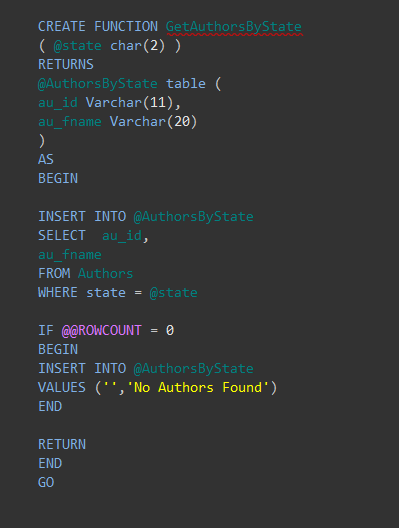 CREATE FUNCTION GetAuthorsByState
( @state char(2) )
RETURNS
@AuthorsByState table (
au_id Varchar(11),
au_fname Varchar(20)
)
AS
BEGIN
INSERT INTO @AuthorsByState
SELECT  au_id,
au_fname
FROM Authors
WHERE state = @state
IF @@ROWCOUNT = 0
BEGIN
INSERT INTO @AuthorsByState
VALUES ('','No Authors Found')
END
RETURN
END
GO